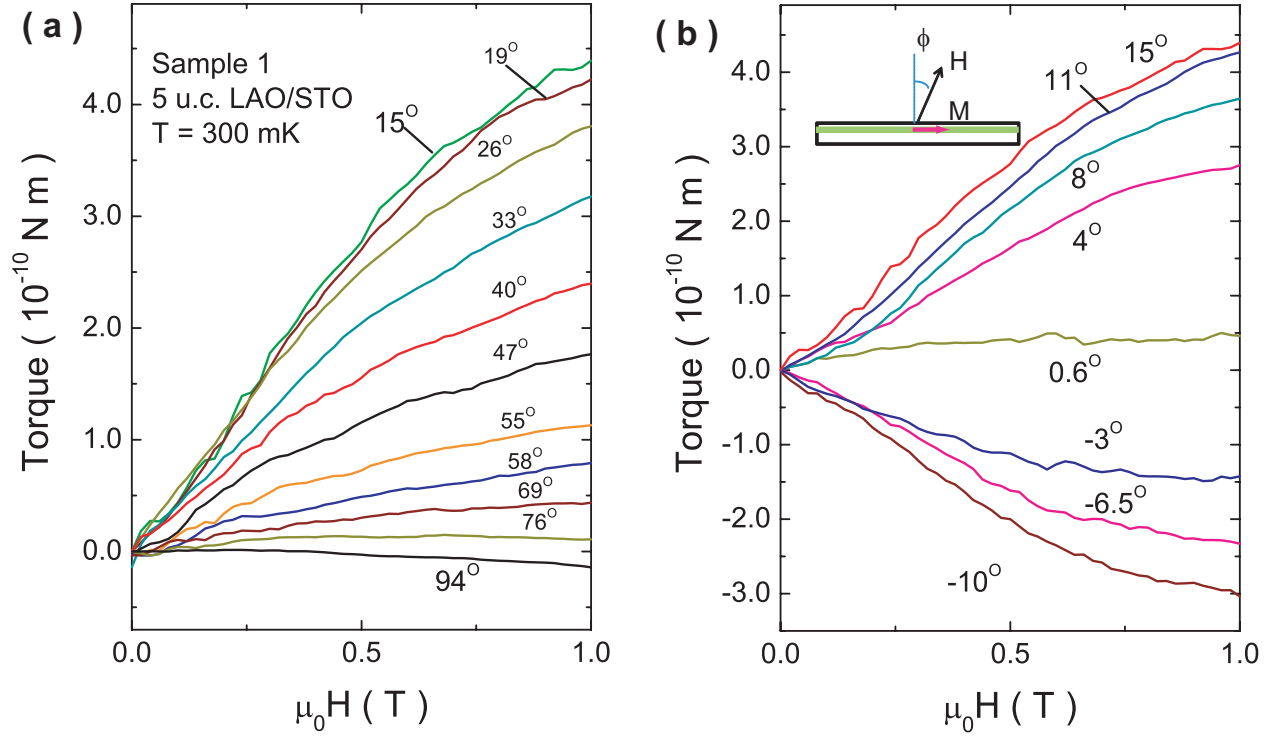 ( a )
Sample 1
5 u.c. LAO/STO
T = 300 mK
19°
15°
26°
33°
40°
47°
55°
58°
69°
76°
94°
4.0
3.0
2.0
1.0
0.0
Torque ( 10⁻¹⁰ N m )
0.0 0.5 1.0
μ₀H ( T )
( b )
ϕ
H
M
15°
11°
8°
4°
0.6°
-3°
-6.5°
-10°
4.0
3.0
2.0
1.0
0.0
-1.0
-2.0
-3.0
Torque ( 10⁻¹⁰ N m )
0.0 0.5 1.0
μ₀H ( T )